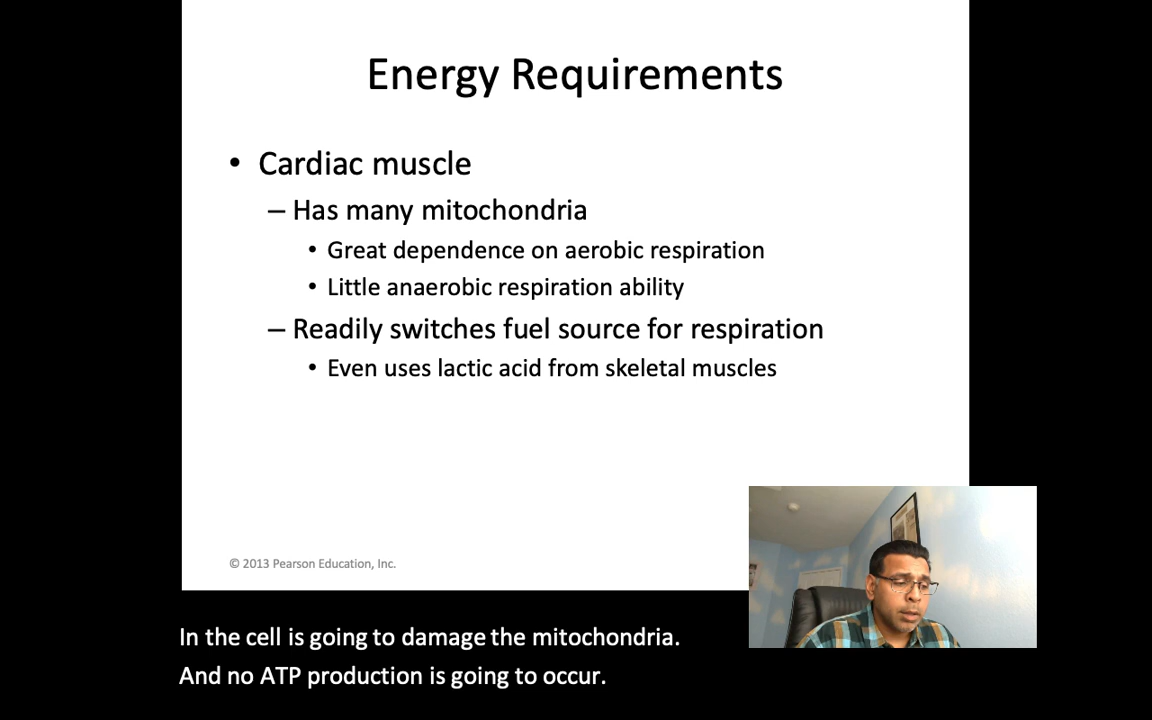 Energy Requirements
• Cardiac muscle
– Has many mitochondria
• Great dependence on aerobic respiration
• Little anaerobic respiration ability
– Readily switches fuel source for respiration
• Even uses lactic acid from skeletal muscles
© 2013 Pearson Education, Inc.
In the cell is going to damage the mitochondria.
And no ATP production is going to occur.